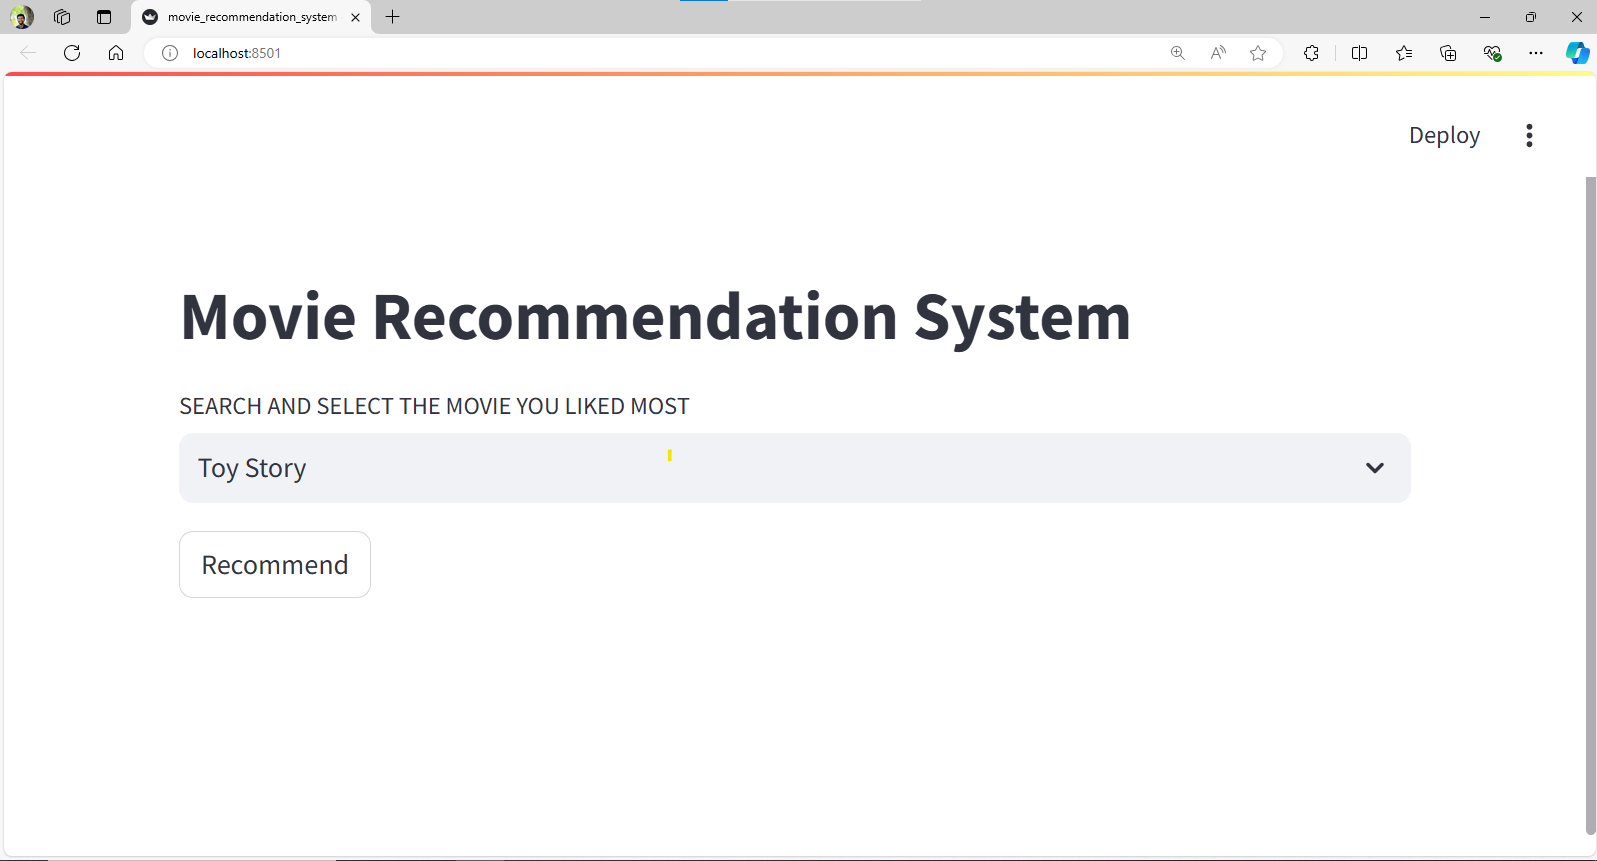 movie_recommendation_system
localhost:8501
Deploy
Movie Recommendation System
SEARCH AND SELECT THE MOVIE YOU LIKED MOST
Toy Story
Recommend